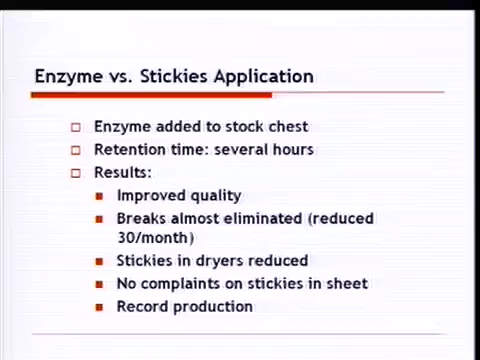 Enzyme vs. Stickies Application
Enzyme added to stock chest
Retention time: several hours
Results:
Improved quality
Breaks almost eliminated (reduced
30/month)
Stickies in dryers reduced
No complaints on stickies in sheet
Record production